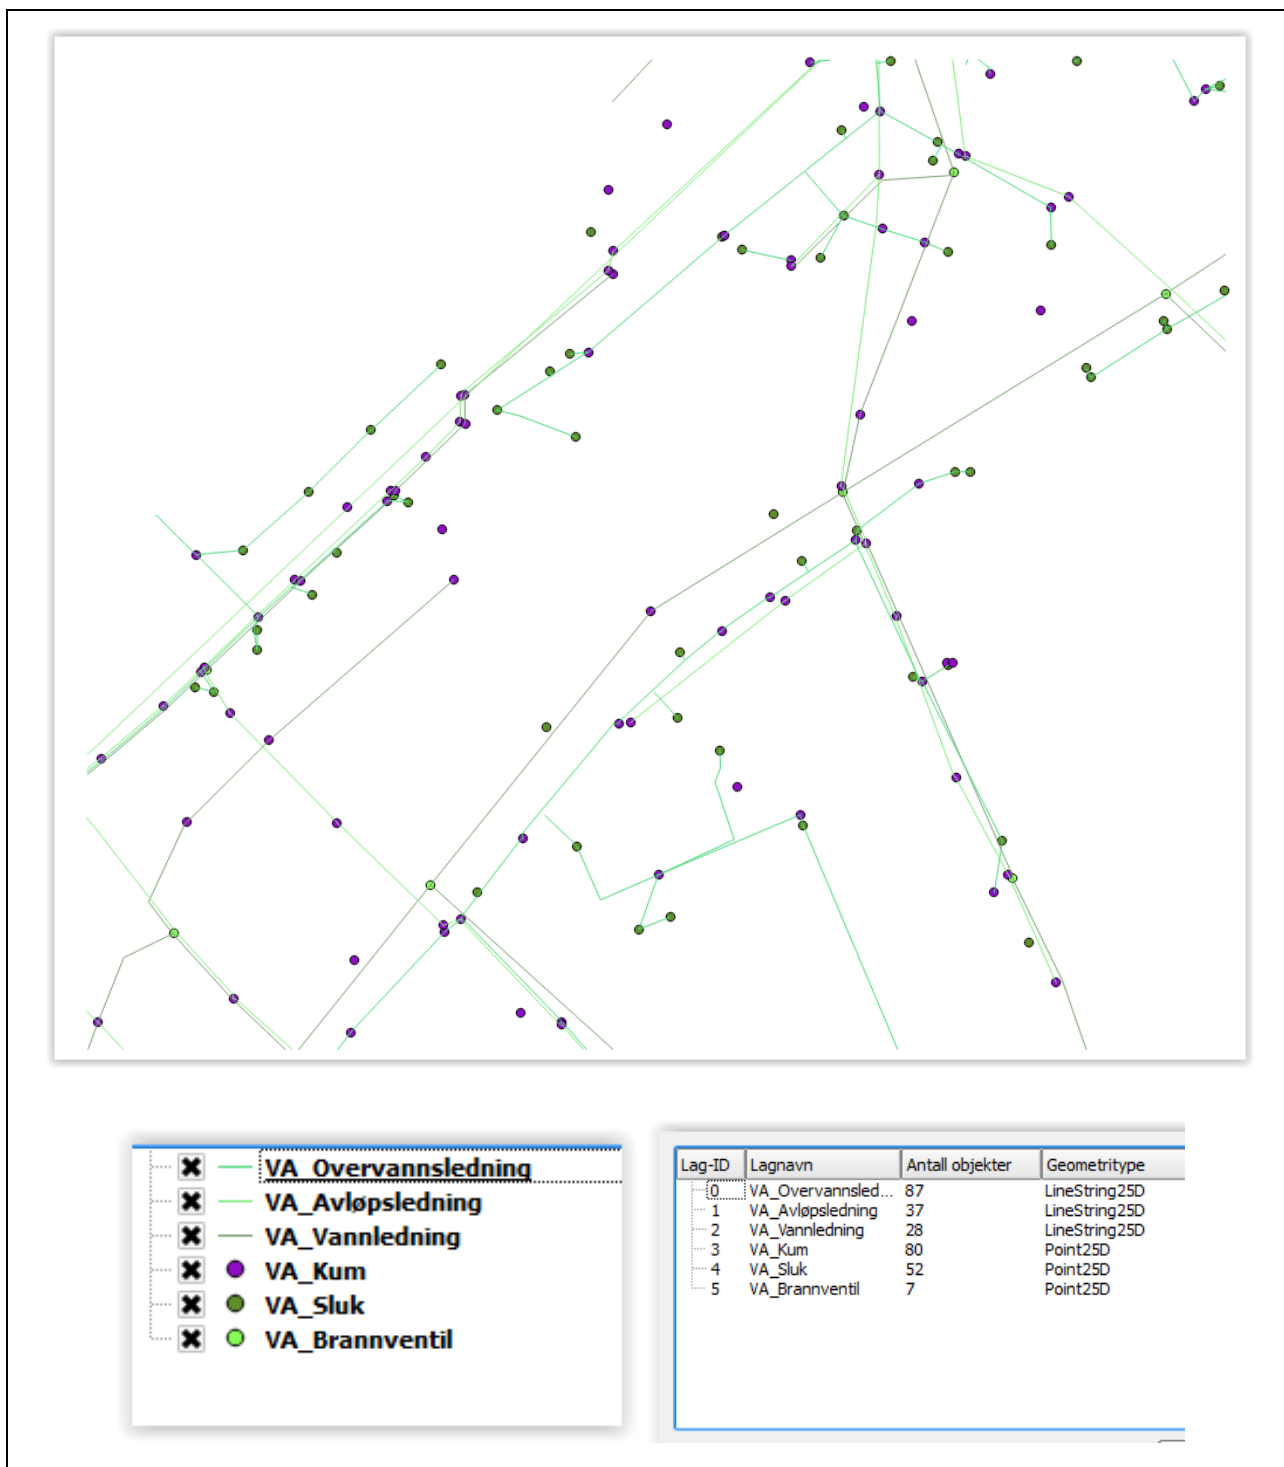 VA_Overvannsledning
VA_Avløpsledning
VA_Vannledning
VA_Kum
VA_Sluk
VA_Brannventil
Lag-ID Lagnavn Antall objekter Geometritype
0 VA_Overvannsled... 87 LineString25D
1 VA_Avløpsledning 37 LineString25D
2 VA_Vannledning 28 LineString25D
3 VA_Kum 80 Point25D
4 VA_Sluk 52 Point25D
5 VA_Brannventil 7 Point25D